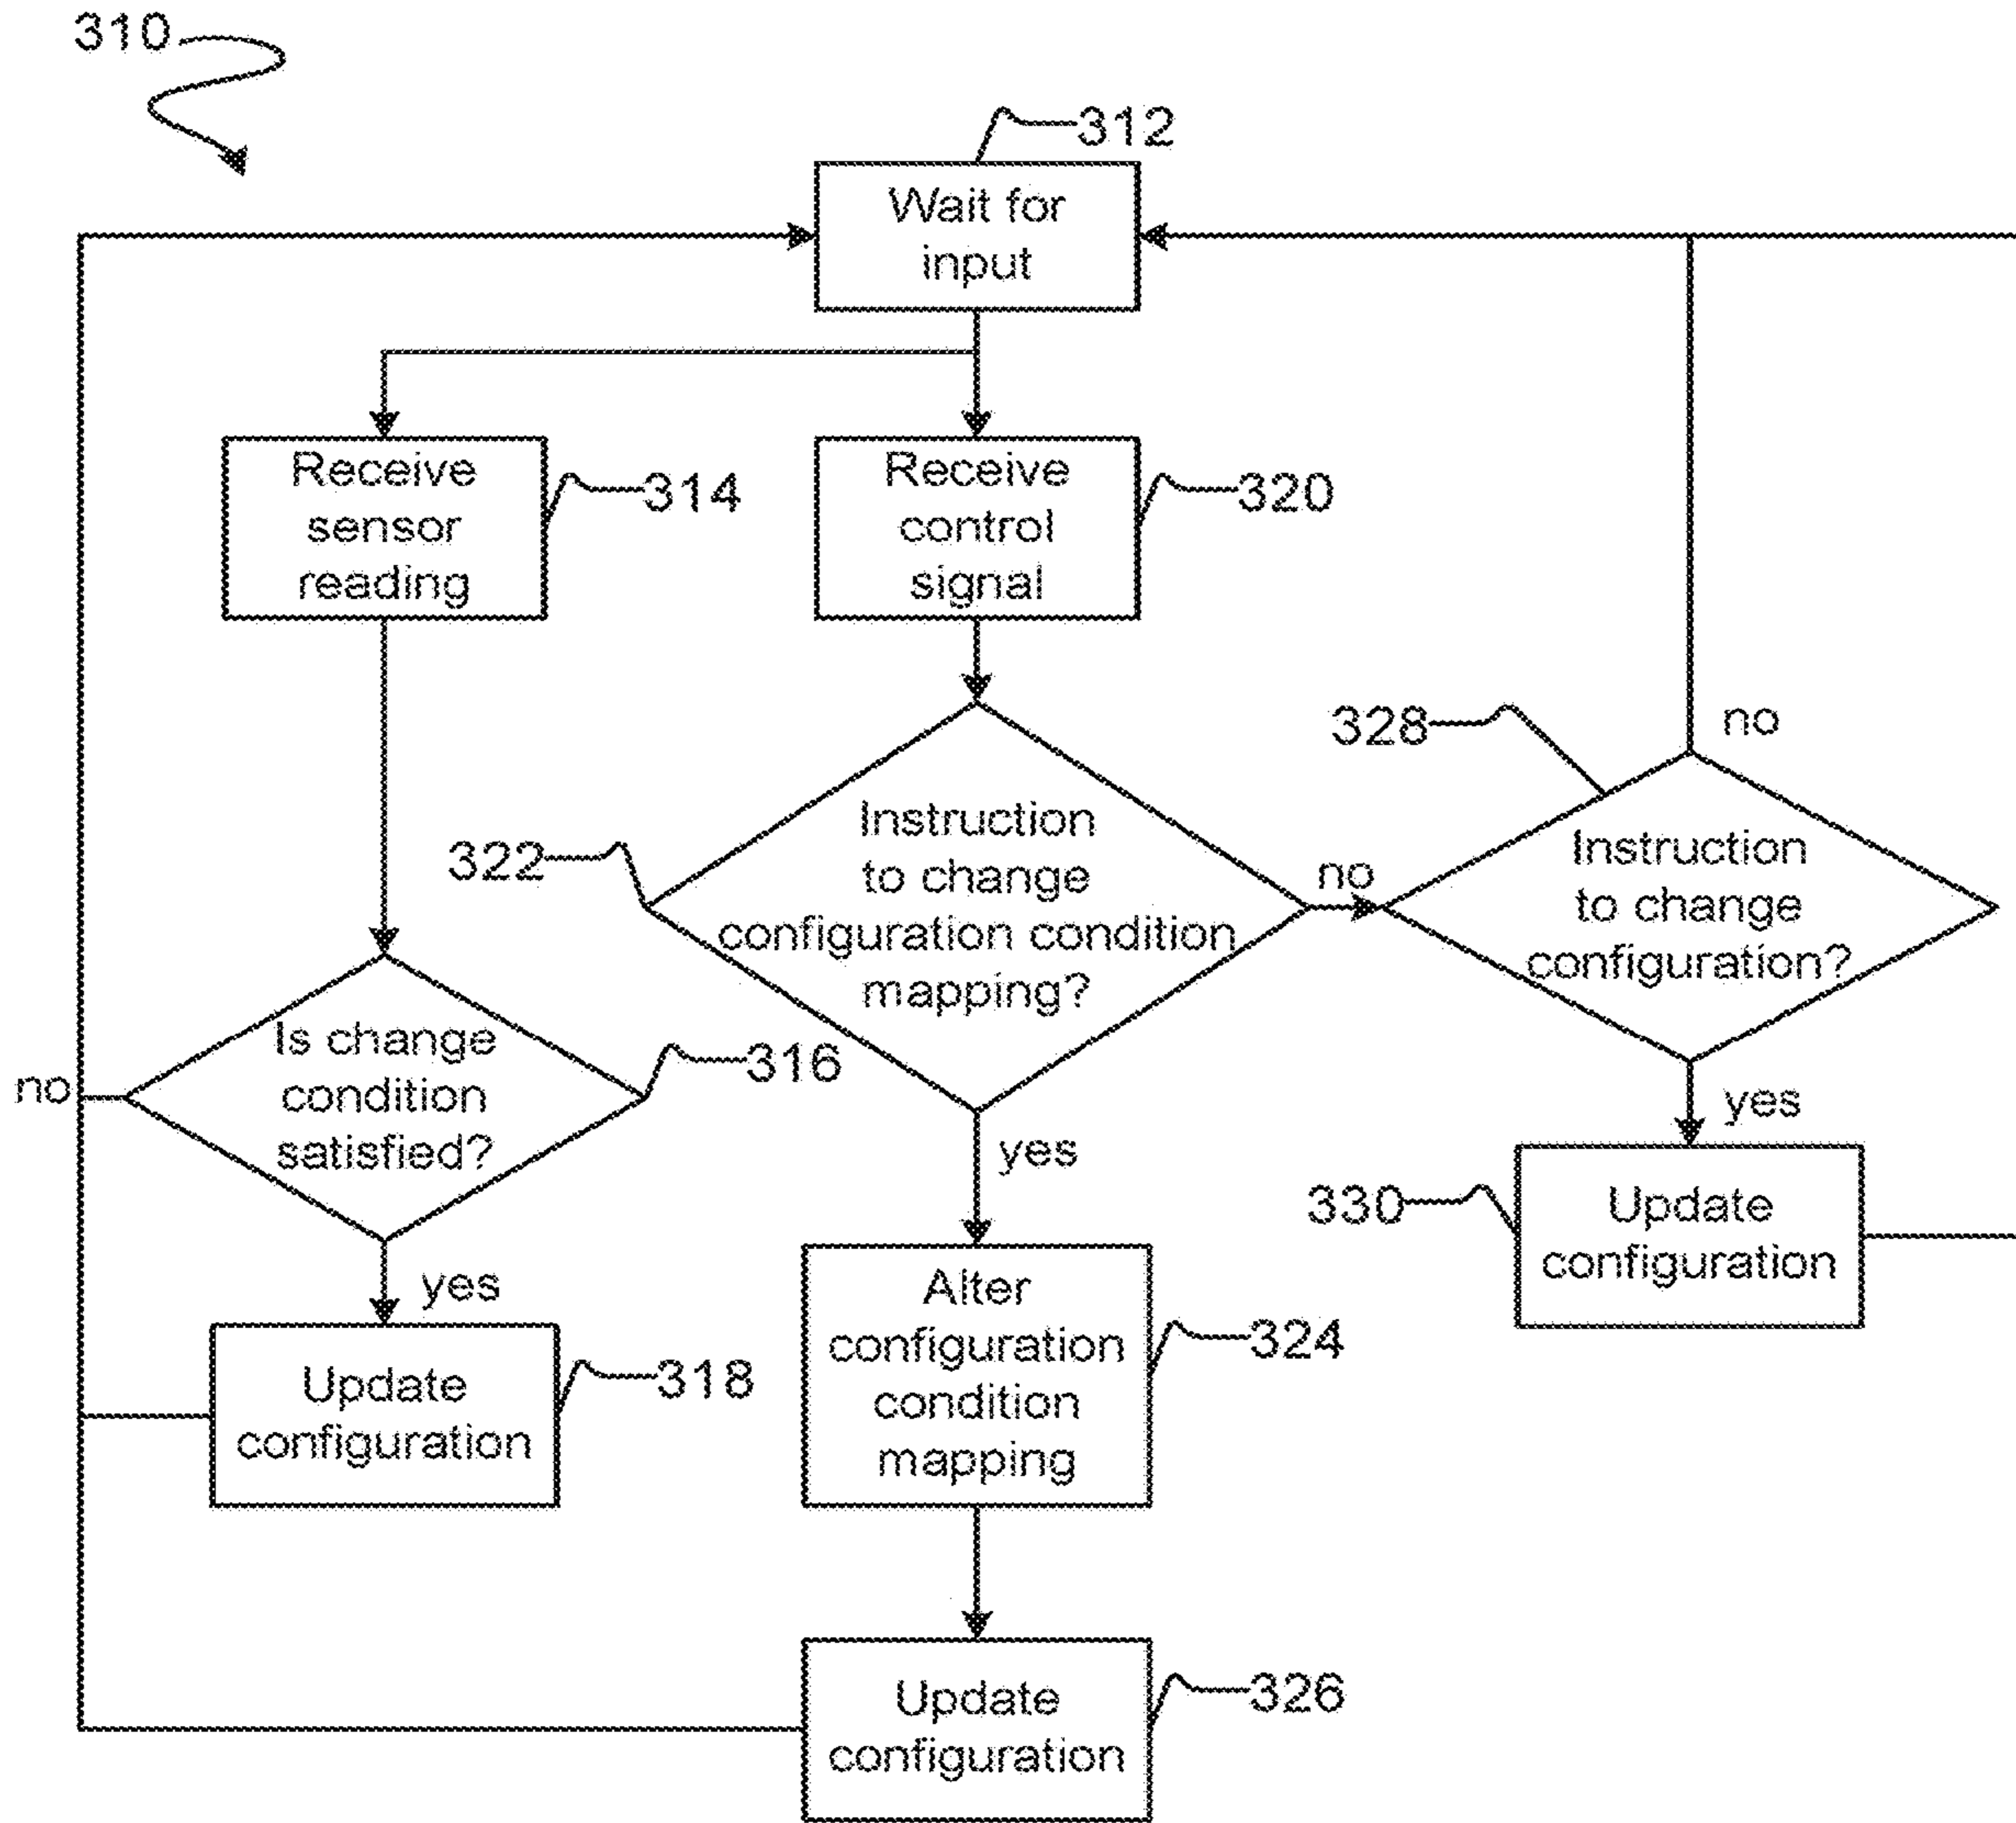 310
312
Wait for
input
Receive
sensor
reading
314
Receive
control
signal
320
Instruction
to change
configuration condition
mapping?
322
no
328
no
Instruction
to change
configuration?
Is change
condition
satisfied?
316
no
yes
yes
yes
330
Update
configuration
Update
configuration
318
Alter
configuration
condition
mapping
324
Update
configuration
326